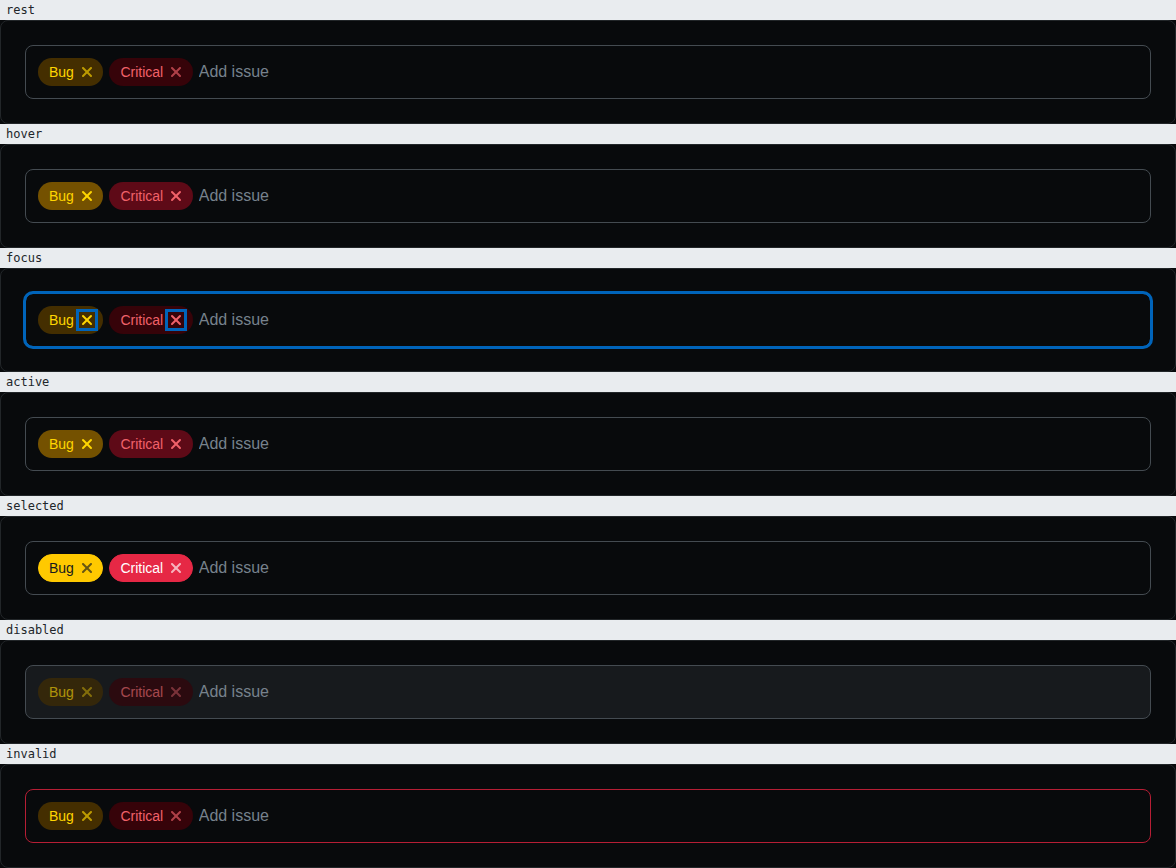 rest
Bug Critical Add issue
hover
Bug Critical Add issue
focus
Bug Critical Add issue
active
Bug Critical Add issue
selected
Bug Critical Add issue
disabled
Bug Critical Add issue
invalid
Bug Critical Add issue